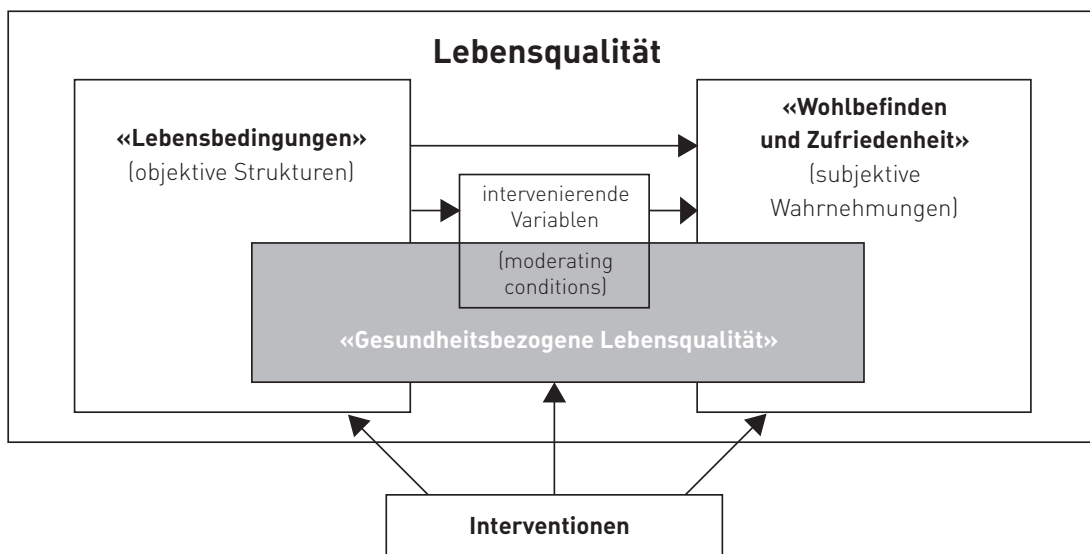 Lebensqualität
«Lebensbedingungen»
(objektive Strukturen)
«Wohlbefinden
und Zufriedenheit»
(subjektive
Wahrnehmungen)
intervenierende
Variablen
(moderating
conditions)
«Gesundheitsbezogene Lebensqualität»
Interventionen